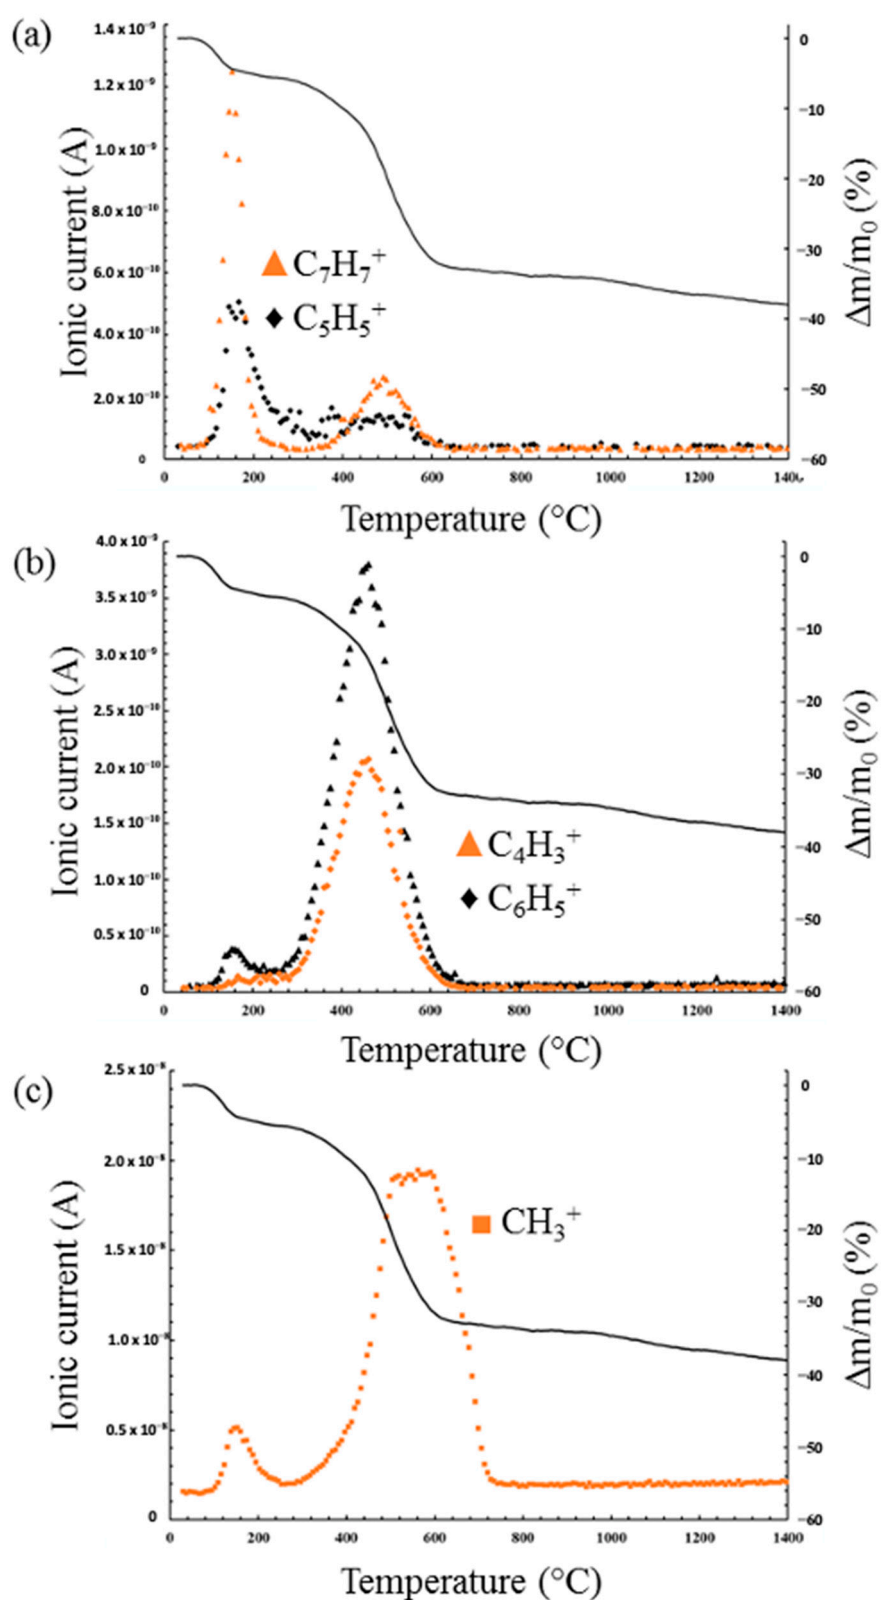 (a)
Ionic current (A)
1.4 x 10⁻⁹
1.2 x 10⁻⁹
1.0 x 10⁻⁹
8.0 x 10⁻¹⁰
6.0 x 10⁻¹⁰
4.0 x 10⁻¹⁰
2.0 x 10⁻¹⁰
0
C₇H₇⁺
C₅H₅⁺
0
−10
−20
−30
−40
−50
−60
Δm/m₀ (%)
0 200 400 600 800 1000 1200 140
Temperature (°C)
(b)
Ionic current (A)
4.0 x 10⁻⁹
3.5 x 10⁻⁹
3.0 x 10⁻⁹
2.5 x 10⁻¹⁰
2.0 x 10⁻¹⁰
1.5 x 10⁻¹⁰
1.0 x 10⁻¹⁰
0.5 x 10⁻¹⁰
0
C₄H₃⁺
C₆H₅⁺
0
−10
−20
−30
−40
−50
−60
Δm/m₀ (%)
0 200 400 600 800 1000 1200 1400
Temperature (°C)
(c)
Ionic current (A)
2.5 x 10⁻⁸
2.0 x 10⁻⁸
1.5 x 10⁻⁸
1.0 x 10⁻⁸
0.5 x 10⁻⁸
0
CH₃⁺
0
−10
−20
−30
−40
−50
−60
Δm/m₀ (%)
0 200 400 600 800 1000 1200 1400
Temperature (°C)